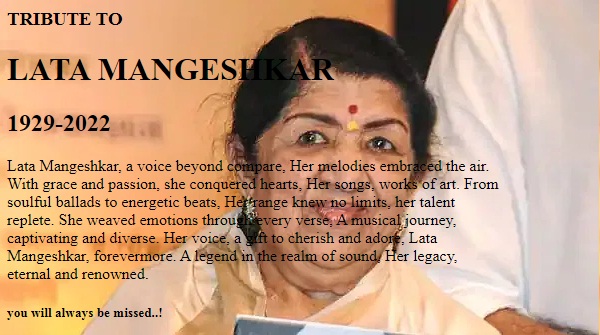 TRIBUTE TO
LATA MANGESHKAR
1929-2022
Lata Mangeshkar, a voice beyond compare, Her melodies embraced the air.
With grace and passion, she conquered hearts, Her songs, works of art. From
soulful ballads to energetic beats, Her range knew no limits, her talent
replete. She weaved emotions through every verse, A musical journey,
captivating and diverse. Her voice, a gift to cherish and adore, Lata
Mangeshkar, forevermore. A legend in the realm of sound, Her legacy,
eternal and renowned.
you will always be missed..!